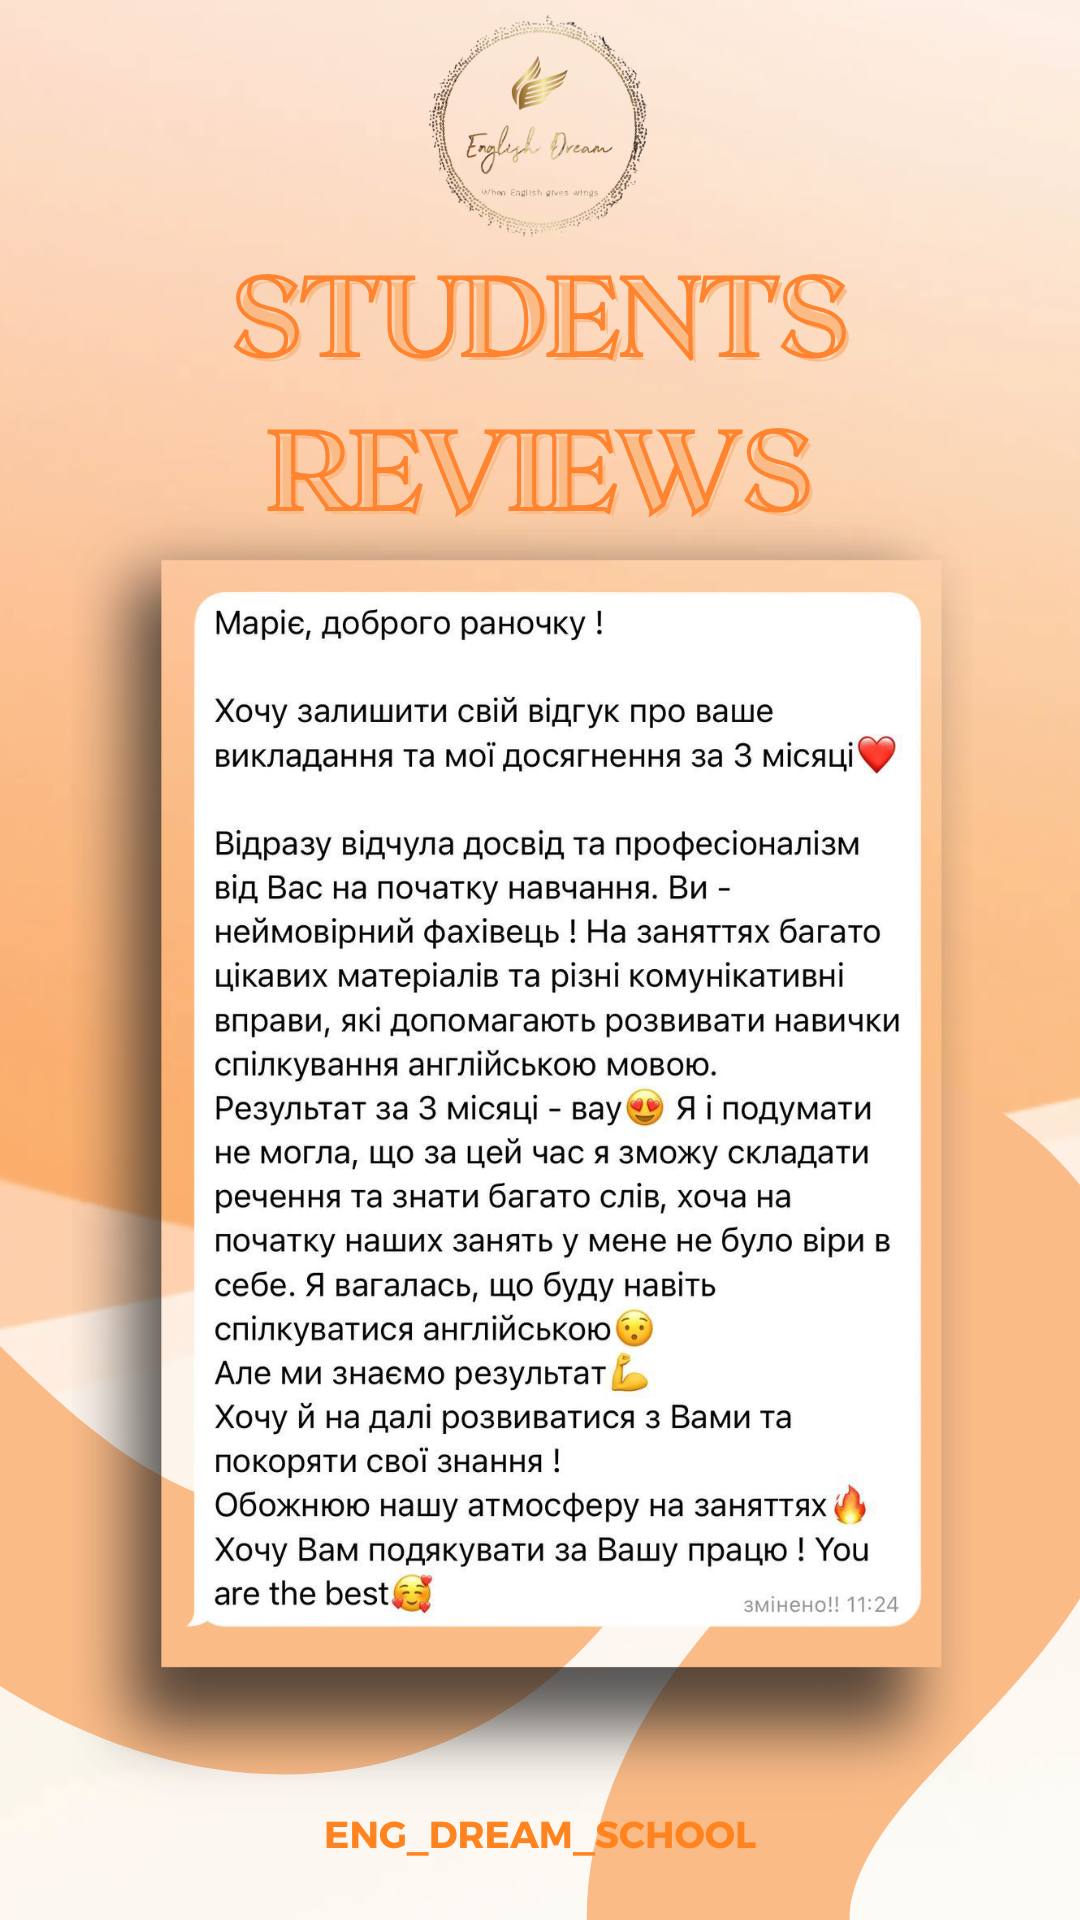 English Dream
When English gives wings
STUDENTS
REVIEWS
Маріє, доброго раночку !
Хочу залишити свій відгук про ваше
викладання та мої досягнення за 3 місяці❤️
Відразу відчула досвід та професіоналізм
від Вас на початку навчання. Ви -
неймовірний фахівець ! На заняттях багато
цікавих матеріалів та різні комунікативні
вправи, які допомагають розвивати навички
спілкування англійською мовою.
Результат за 3 місяці - вау😍 Я і подумати
не могла, що за цей час я зможу складати
речення та знати багато слів, хоча на
початку наших занять у мене не було віри в
себе. Я вагалась, що буду навіть
спілкуватися англійською😯
Але ми знаємо результат💪
Хочу й на далі розвиватися з Вами та
покоряти свої знання !
Обожнюю нашу атмосферу на заняттях🔥
Хочу Вам подякувати за Вашу працю ! You
are the best🥰
змінено!! 11:24
ENG_DREAM_SCHOOL